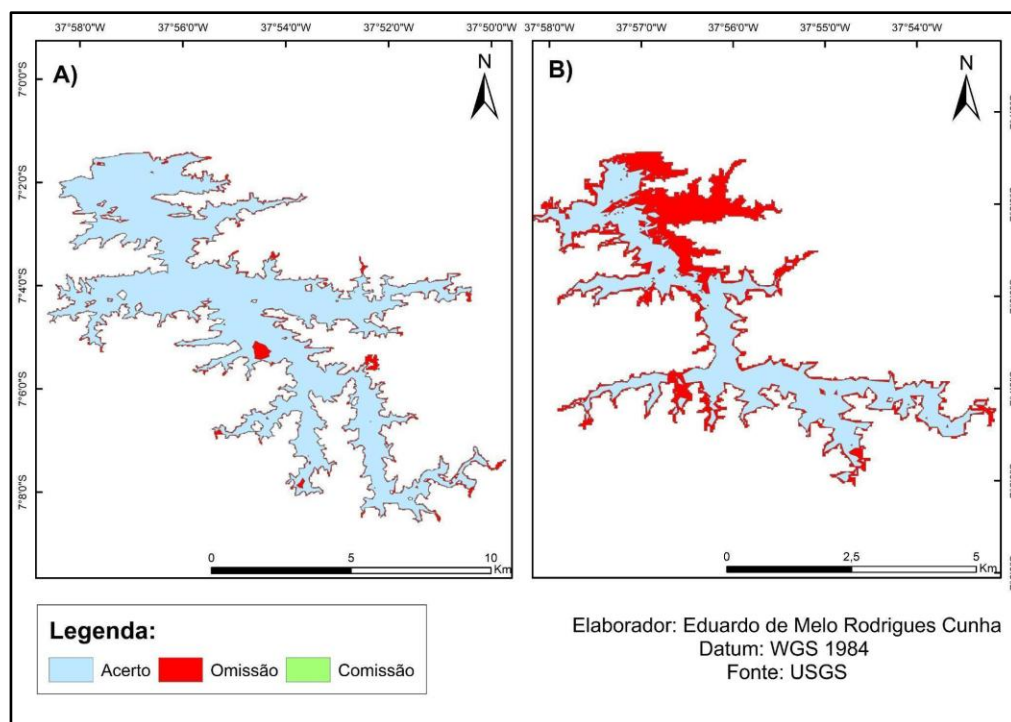 37°58'0"W 37°56'0"W 37°54'0"W 37°52'0"W 37°50'0"W
37°58'0"W 37°57'0"W 37°56'0"W 37°55'0"W 37°54'0"W
A)
N
B)
N
7°0'0"S
7°2'0"S
7°4'0"S
7°6'0"S
7°8'0"S
0 5 10
Km
0 2,5 5
Km
Legenda:
Acerto Omissão Comissão
Elaborador: Eduardo de Melo Rodrigues Cunha
Datum: WGS 1984
Fonte: USGS